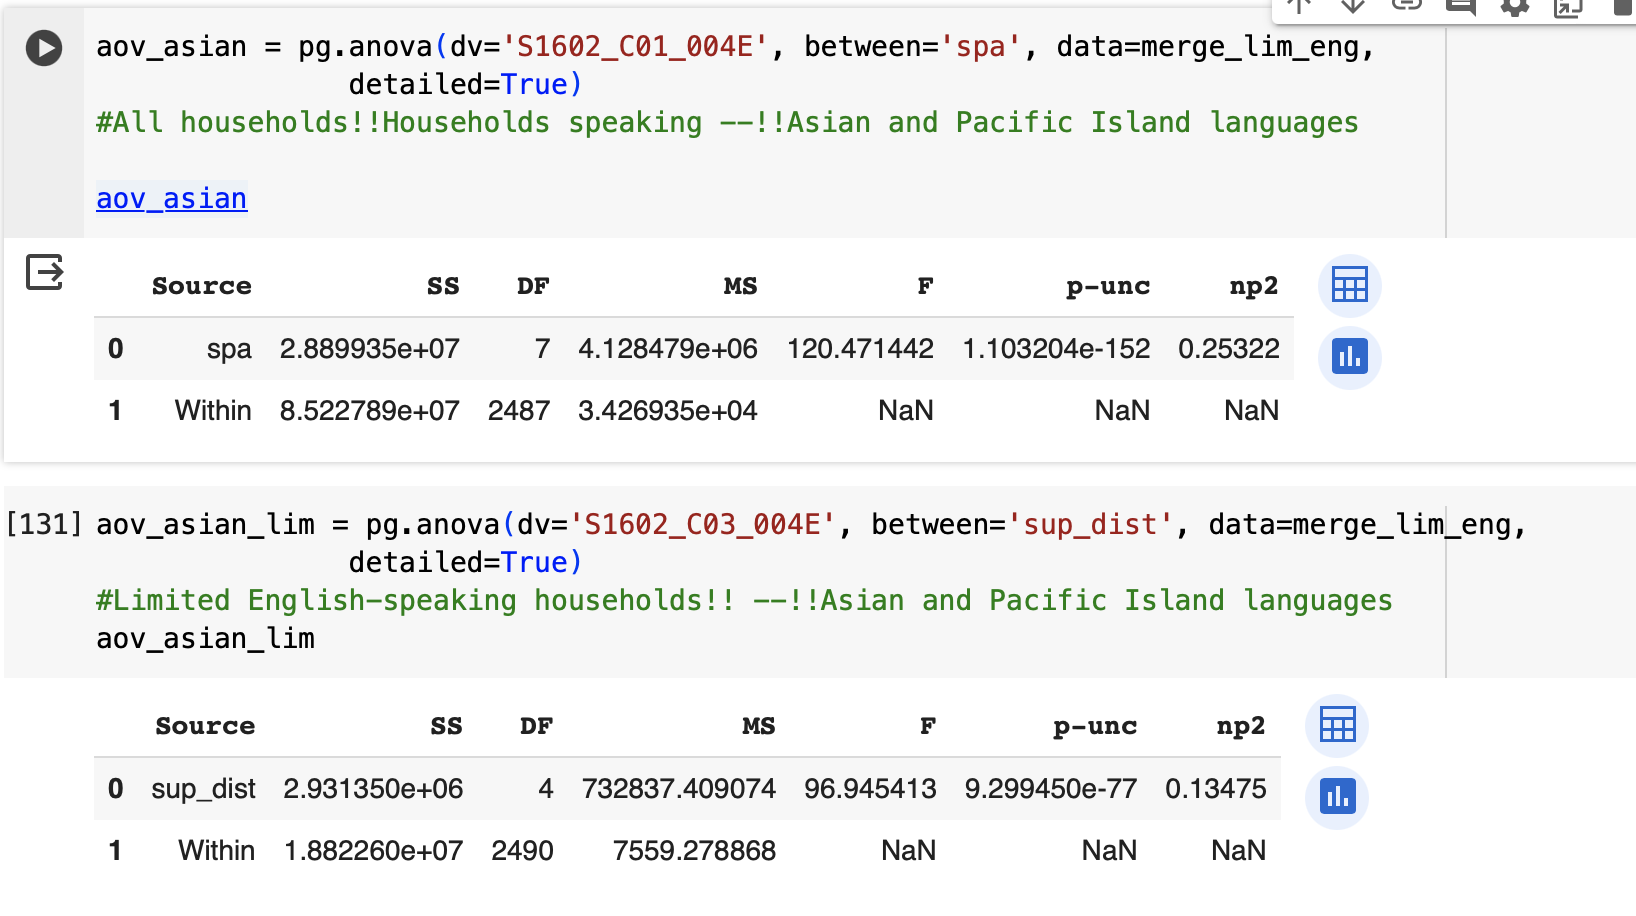 aov_asian = pg.anova(dv='S1602_C01_004E', between='spa', data=merge_lim_eng,
detailed=True)
#All households!!Households speaking --!!Asian and Pacific Island languages
aov_asian
Source SS DF MS F p-unc np2
0 spa 2.889935e+07 7 4.128479e+06 120.471442 1.103204e-152 0.25322
1 Within 8.522789e+07 2487 3.426935e+04 NaN NaN NaN
[131] aov_asian_lim = pg.anova(dv='S1602_C03_004E', between='sup_dist', data=merge_lim_eng,
detailed=True)
#Limited English-speaking households!! --!!Asian and Pacific Island languages
aov_asian_lim
Source SS DF MS F p-unc np2
0 sup_dist 2.931350e+06 4 732837.409074 96.945413 9.299450e-77 0.13475
1 Within 1.882260e+07 2490 7559.278868 NaN NaN NaN